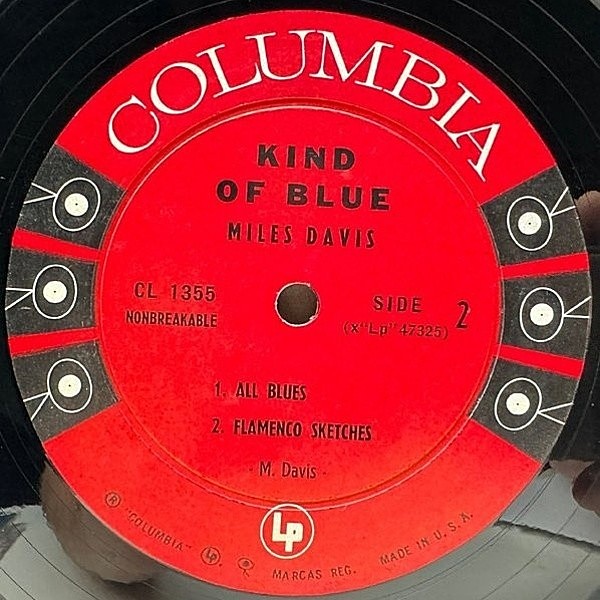 COLUMBIA
KIND
OF BLUE
MILES DAVIS
CL 1355
NONBREAKABLE
SIDE 2
(x"Lp" 47325)
1. ALL BLUES
2. FLAMENCO SKETCHES
- M. Davis -
Lp
® "COLUMBIA" Lp MARCAS REG. MADE IN U.S.A.